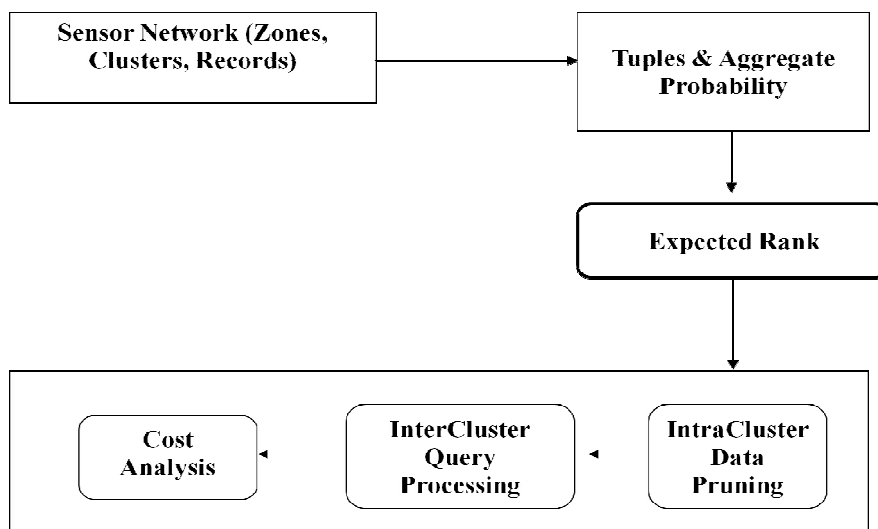 Sensor Network (Zones,
Clusters, Records)
Tuples & Aggregate
Probability
Expected Rank
Cost
Analysis
InterCluster
Query
Processing
IntraCluster
Data
Pruning